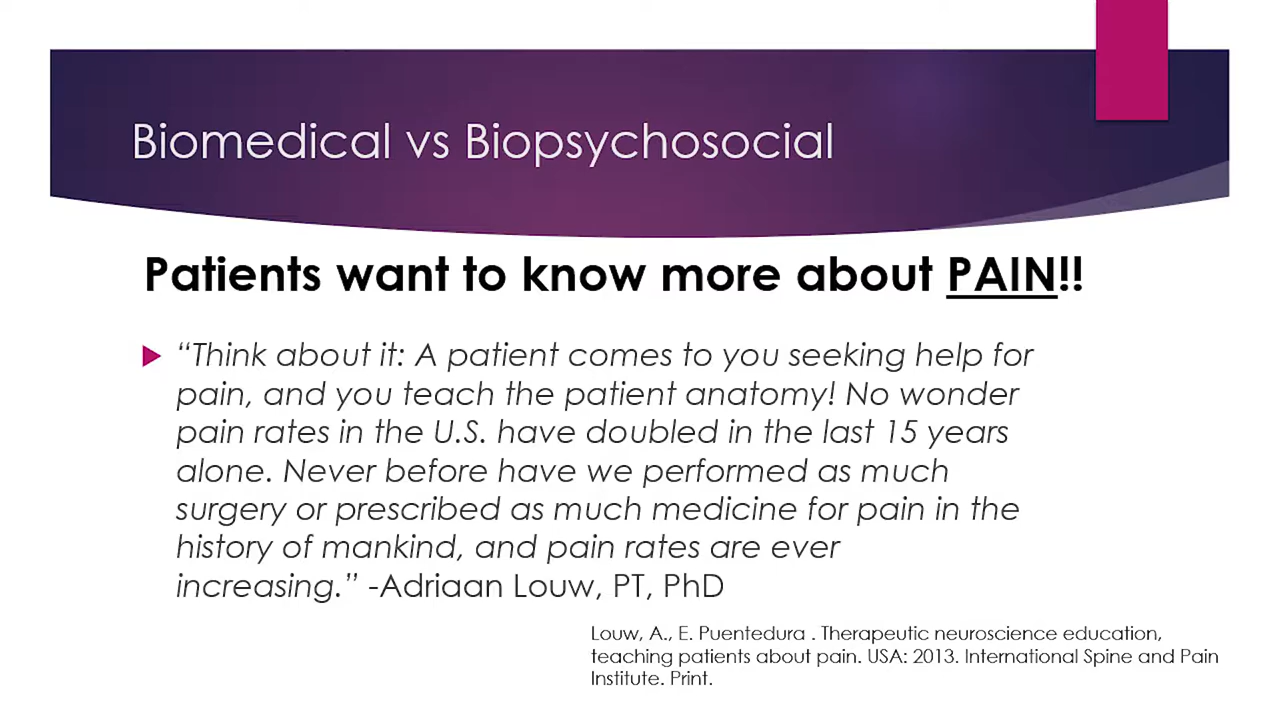 Biomedical vs Biopsychosocial
Patients want to know more about PAIN!!
“Think about it: A patient comes to you seeking help for
pain, and you teach the patient anatomy! No wonder
pain rates in the U.S. have doubled in the last 15 years
alone. Never before have we performed as much
surgery or prescribed as much medicine for pain in the
history of mankind, and pain rates are ever
increasing.” -Adriaan Louw, PT, PhD
Louw, A., E. Puentedura . Therapeutic neuroscience education,
teaching patients about pain. USA: 2013. International Spine and Pain
Institute. Print.